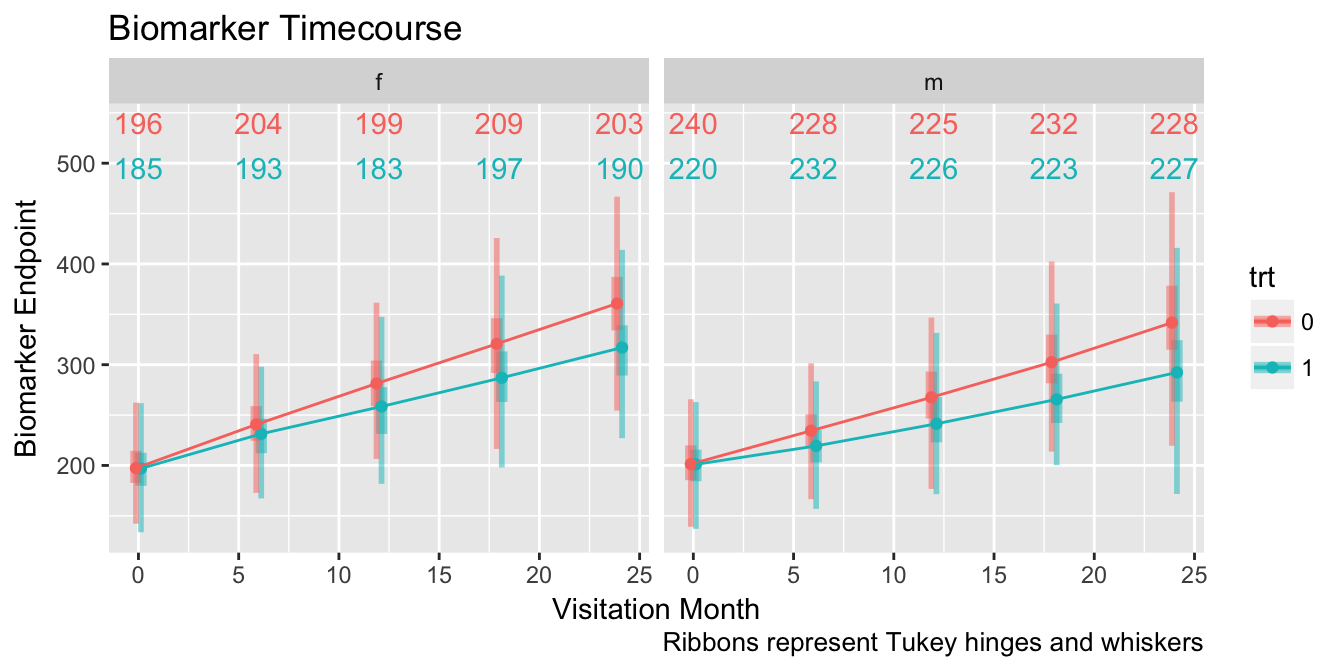 Biomarker Timecourse
f
m
196 204 199 209 203
240 228 225 232 228
185 193 183 197 190
220 232 226 223 227
500
400
300
200
Biomarker Endpoint
0 5 10 15 20 25
0 5 10 15 20 25
Visitation Month
Ribbons represent Tukey hinges and whiskers
trt
0
1